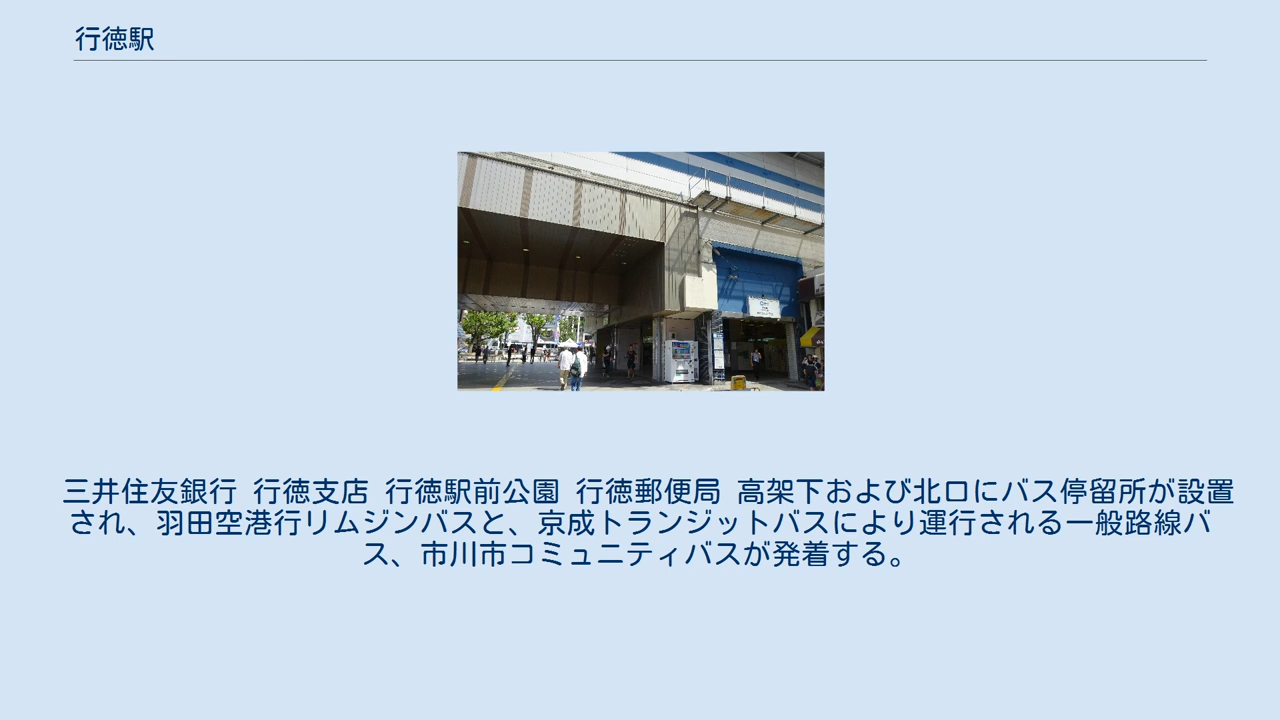 行徳駅
三井住友銀行 行徳支店 行徳駅前公園 行徳郵便局 高架下および北口にバス停留所が設置
され、羽田空港行リムジンバスと、京成トランジットバスにより運行される一般路線バ
ス、市川市コミュニティバスが発着する。